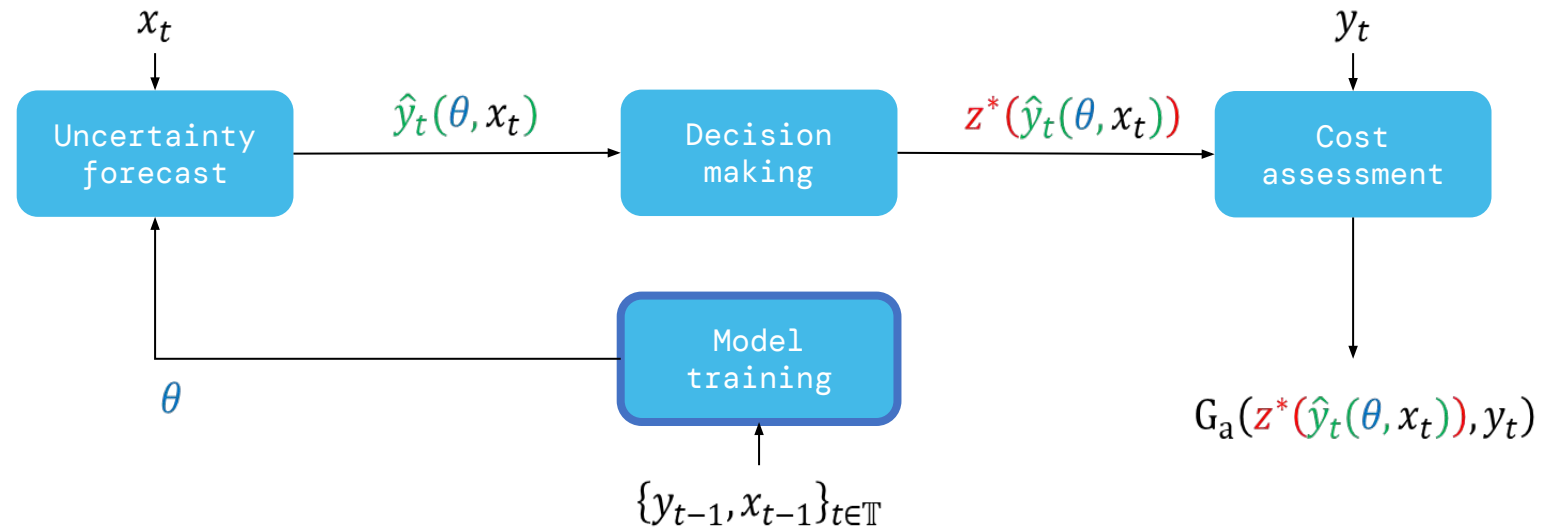 x_t
y_t
Uncertainty
forecast
ŷ_t(θ, x_t)
Decision
making
z*(ŷ_t(θ, x_t))
Cost
assessment
Model
training
θ
G_a(z*(ŷ_t(θ, x_t)), y_t)
{y_{t−1}, x_{t−1}}_{t∈𝕋}